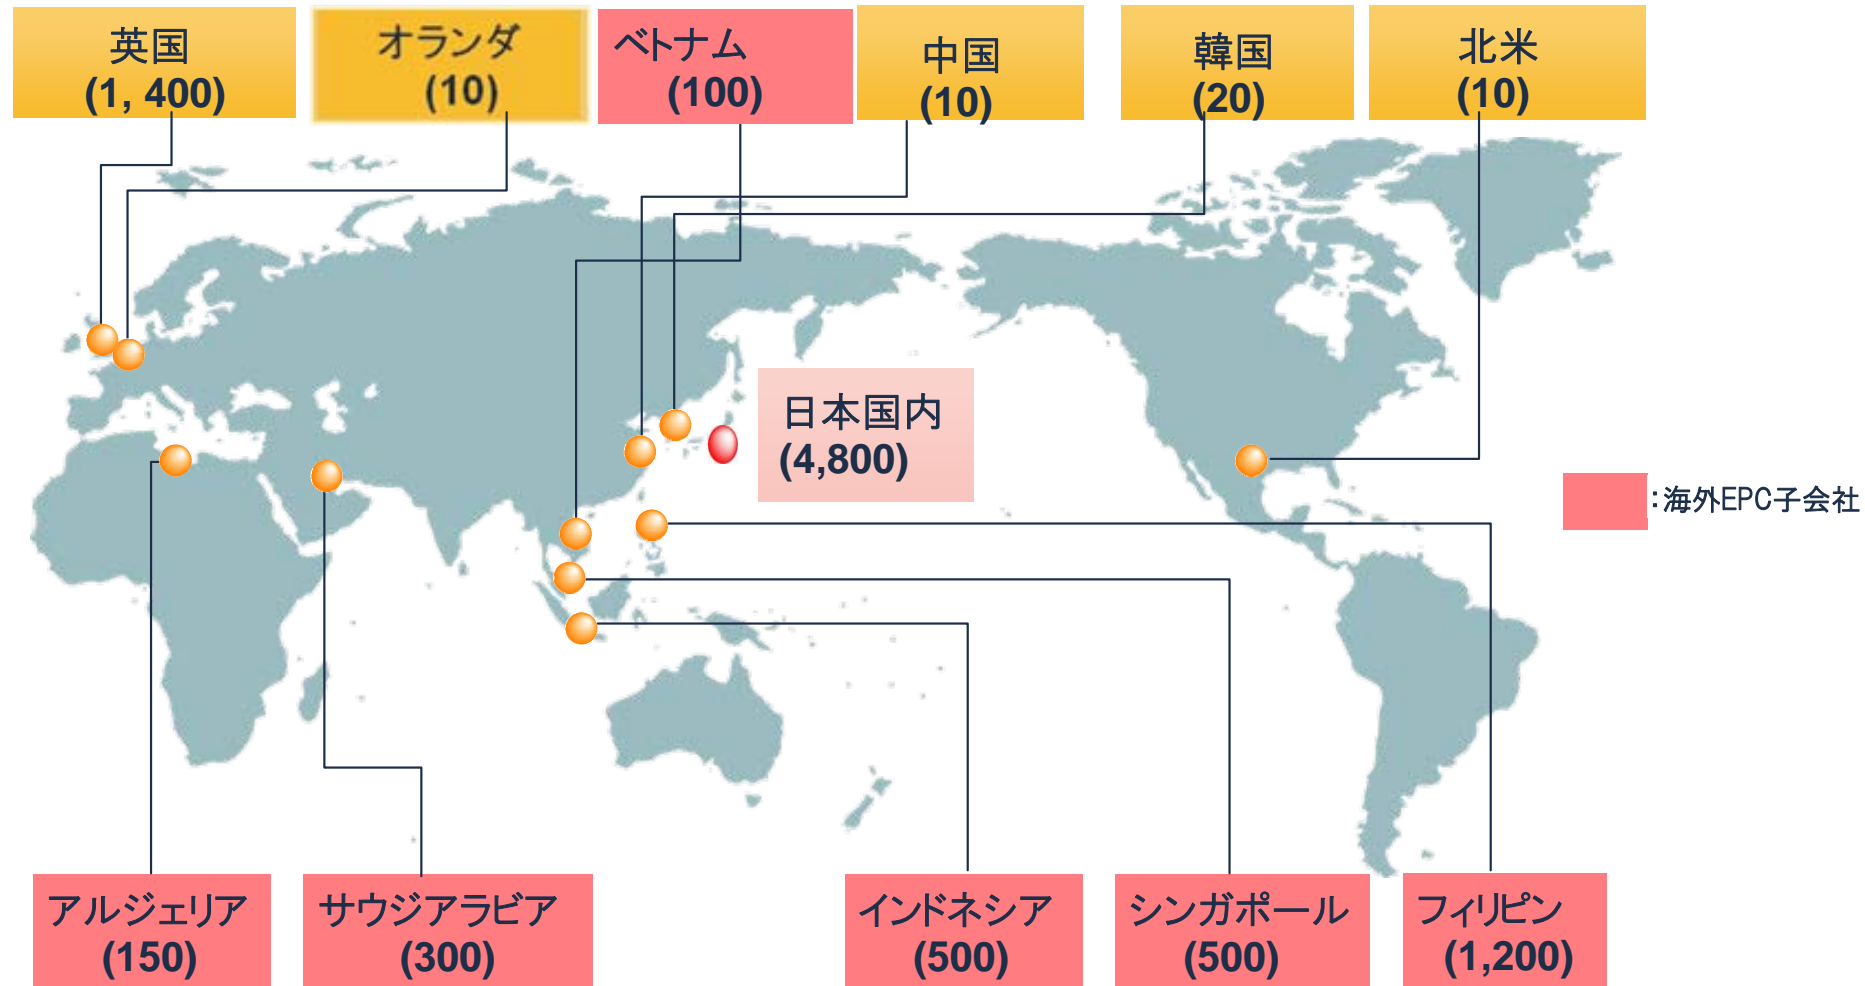 英国
(1, 400)
オランダ
(10)
ベトナム
(100)
中国
(10)
韓国
(20)
北米
(10)
日本国内
(4,800)
:海外EPC子会社
アルジェリア
(150)
サウジアラビア
(300)
インドネシア
(500)
シンガポール
(500)
フィリピン
(1,200)